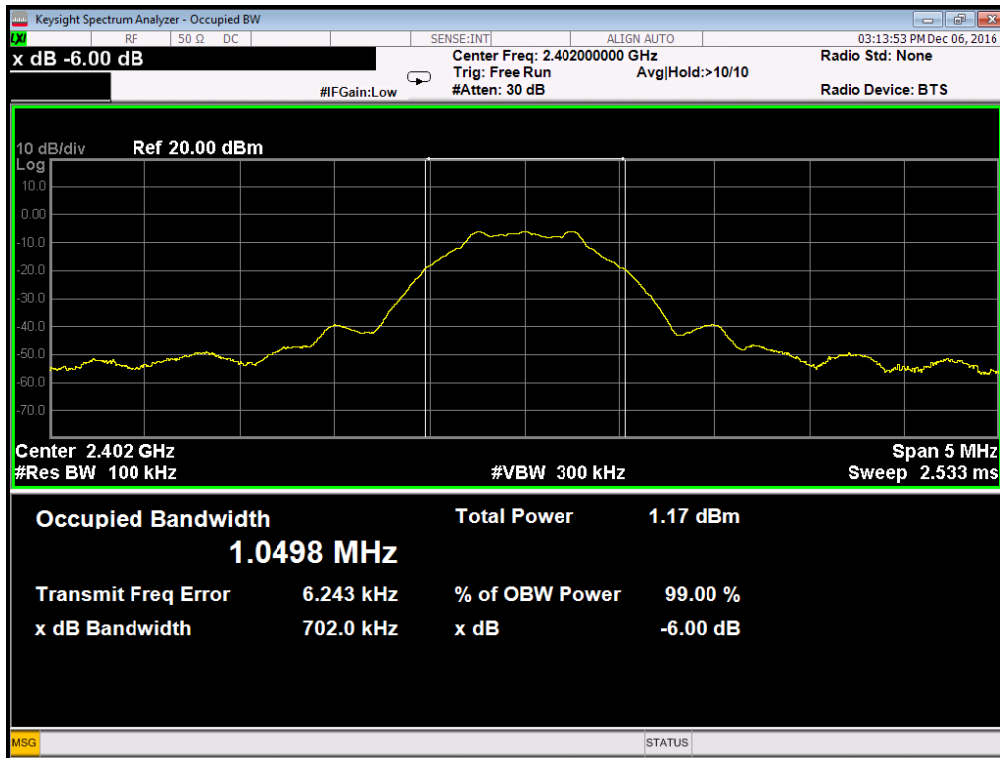 Keysight Spectrum Analyzer - Occupied BW
LXI RF 50 Ω DC SENSE:INT ALIGN AUTO 03:13:53 PM Dec 06, 2016
x dB -6.00 dB
Center Freq: 2.402000000 GHz Radio Std: None
Trig: Free Run Avg|Hold:>10/10
#IFGain:Low #Atten: 30 dB Radio Device: BTS
10 dB/div Ref 20.00 dBm
Log
10.0
0.00
-10.0
-20.0
-30.0
-40.0
-50.0
-60.0
-70.0
Center 2.402 GHz Span 5 MHz
#Res BW 100 kHz #VBW 300 kHz Sweep 2.533 ms
Occupied Bandwidth Total Power 1.17 dBm
1.0498 MHz
Transmit Freq Error 6.243 kHz % of OBW Power 99.00 %
x dB Bandwidth 702.0 kHz x dB -6.00 dB
MSG STATUS